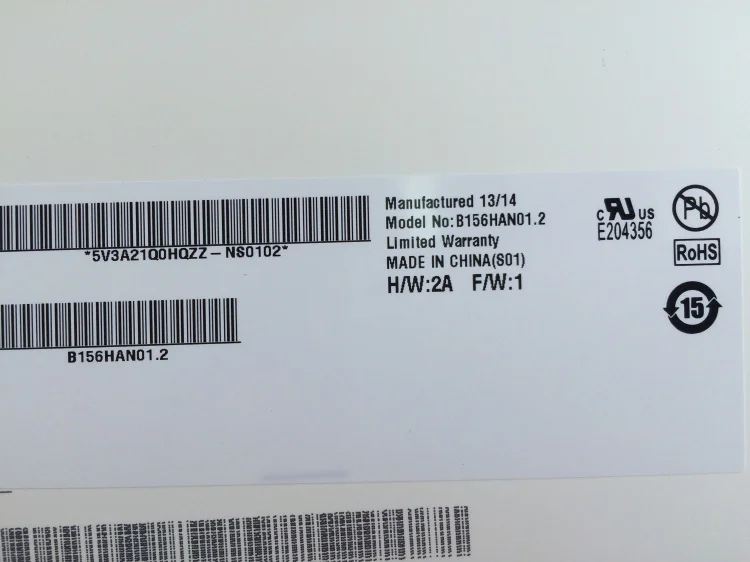 Manufactured 13/14
Model No:B156HAN01.2
Limited Warranty
MADE IN CHINA(S01)
H/W:2A F/W:1
*5V3A21Q0HQZZ-NS0102*
B156HAN01.2
c RU US
E204356
Pb
RoHS
15